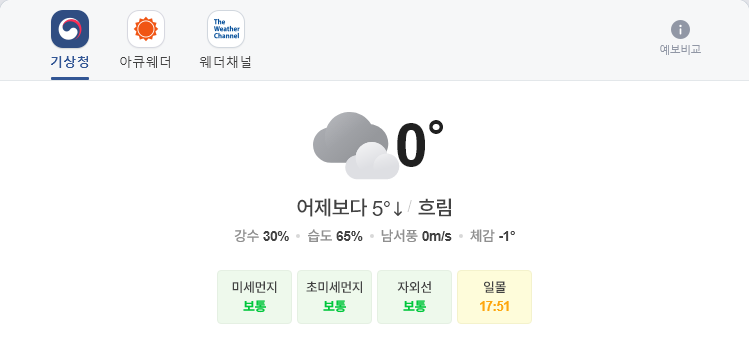 The
Weather
Channel
기상청 아큐웨더 웨더채널
예보비교
0°
어제보다 5°↓ / 흐림
강수 30% • 습도 65% • 남서풍 0m/s • 체감 -1°
미세먼지 초미세먼지 자외선 일몰
보통 보통 보통 17:51